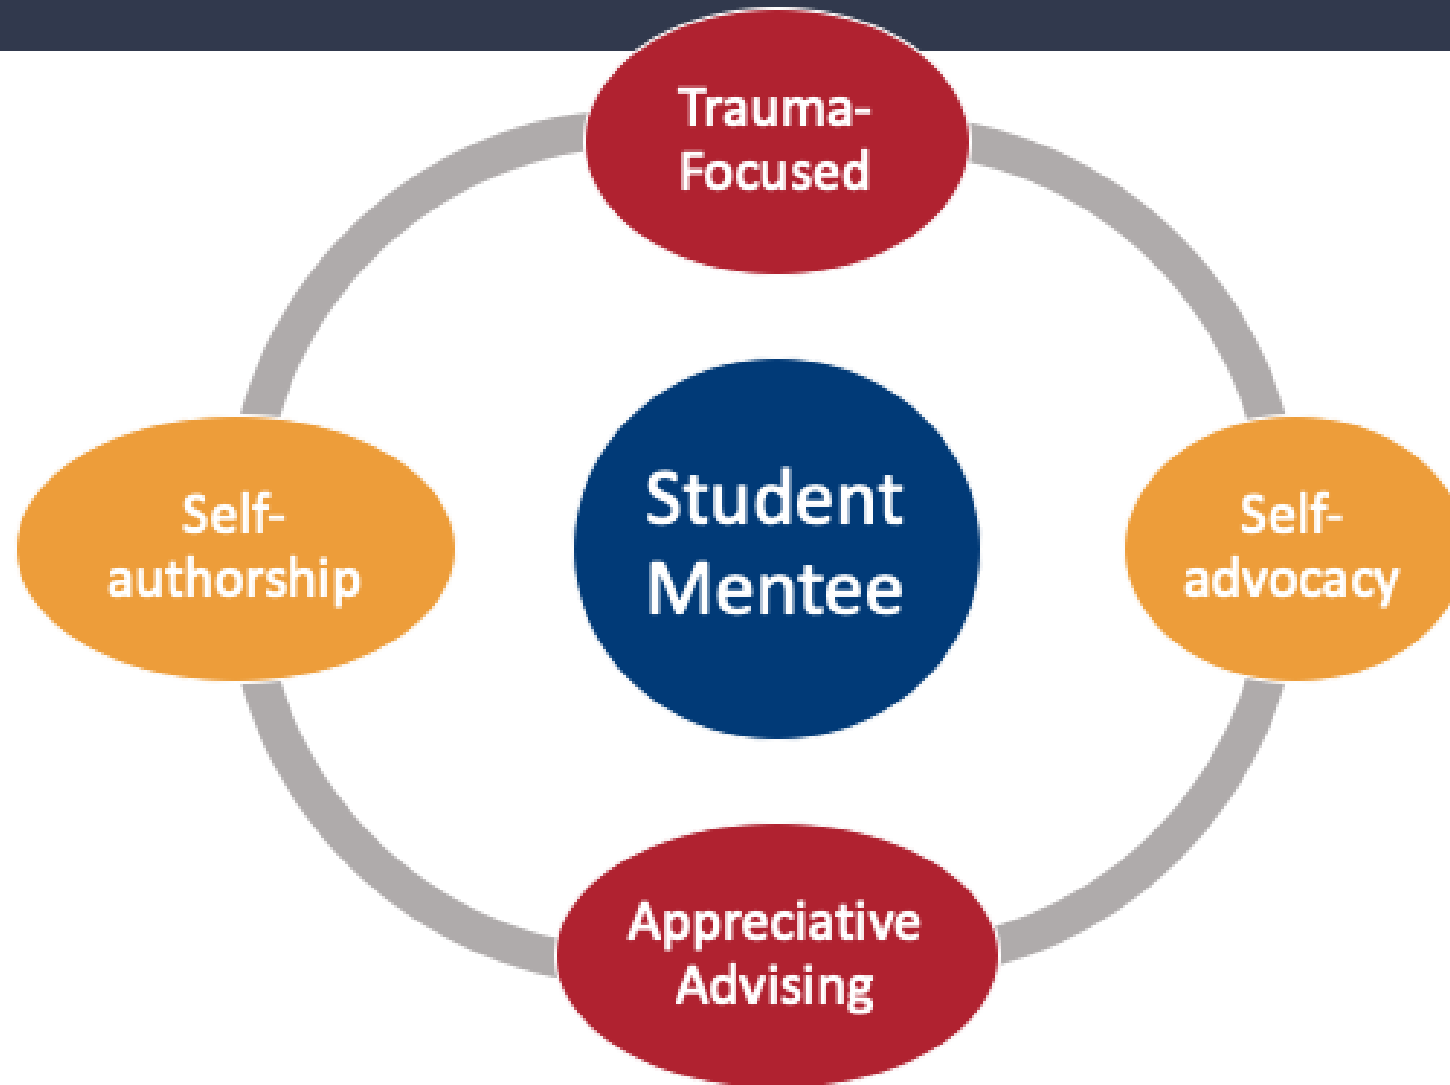 Trauma-
Focused
Self-
authorship
Student
Mentee
Self-
advocacy
Appreciative
Advising